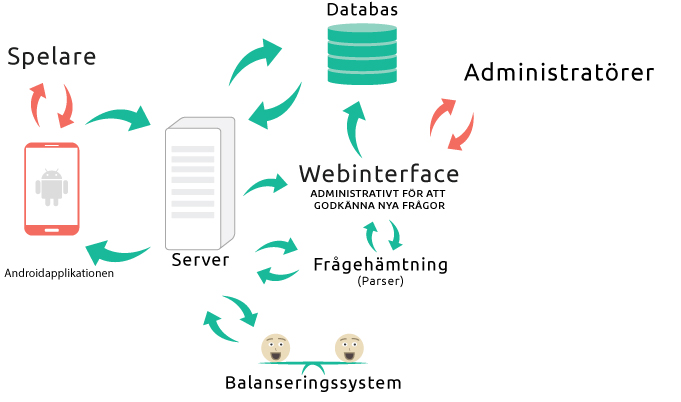 Databas
Spelare
Administratörer
Webinterface
ADMINISTRATIVT FÖR ATT
GODKÄNNA NYA FRÅGOR
Server
Frågehämtning
(Parser)
Androidapplikationen
Balanseringssystem